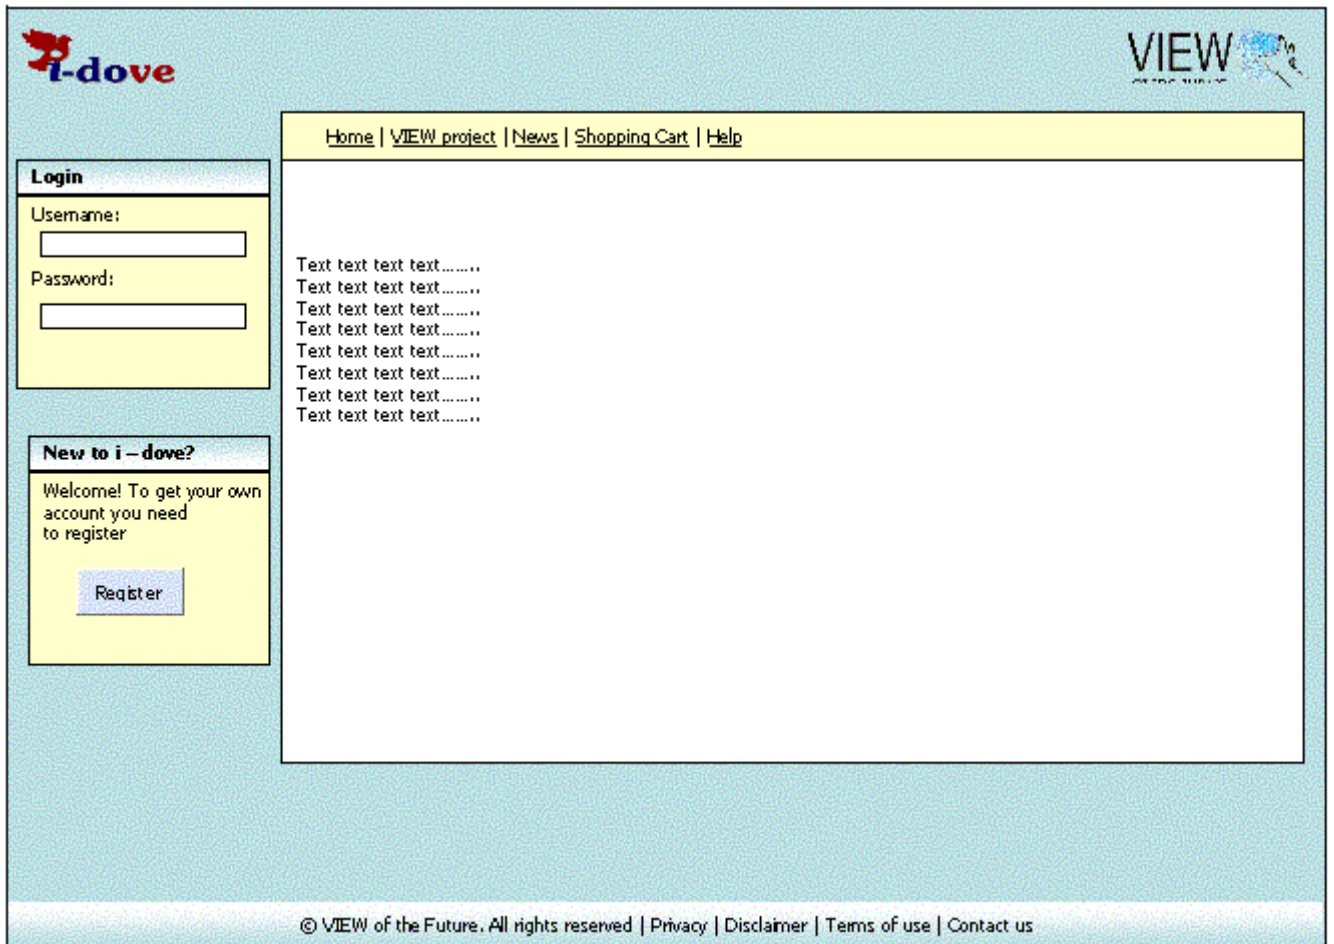 i-dove
VIEW
Home | VIEW project | News | Shopping Cart | Help
Login
Username:
Password:
Text text text text.......
Text text text text.......
Text text text text.......
Text text text text.......
Text text text text.......
Text text text text.......
Text text text text.......
Text text text text.......
New to i – dove?
Welcome! To get your own
account you need
to register
Register
© VIEW of the Future. All rights reserved | Privacy | Disclaimer | Terms of use | Contact us